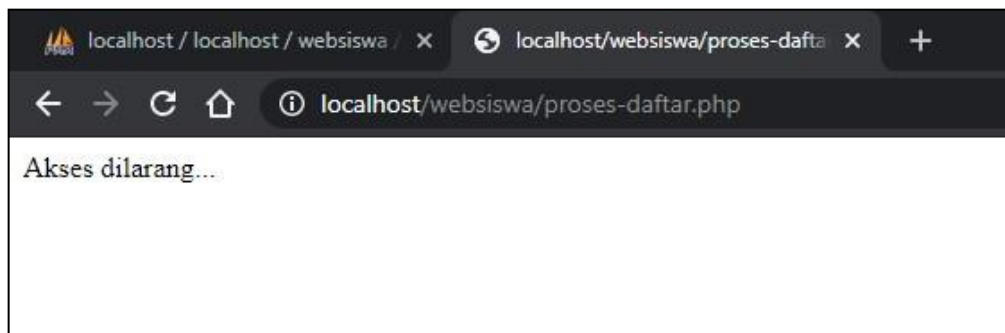 localhost / localhost / websiswa /
localhost/websiswa/proses-dafta
localhost/websiswa/proses-daftar.php
Akses dilarang...